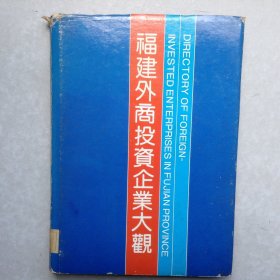 福建外商投資企業大觀
DIRECTORY OF FOREIGN-
INVESTED ENTERPRISES IN FUJIAN PROVINCE